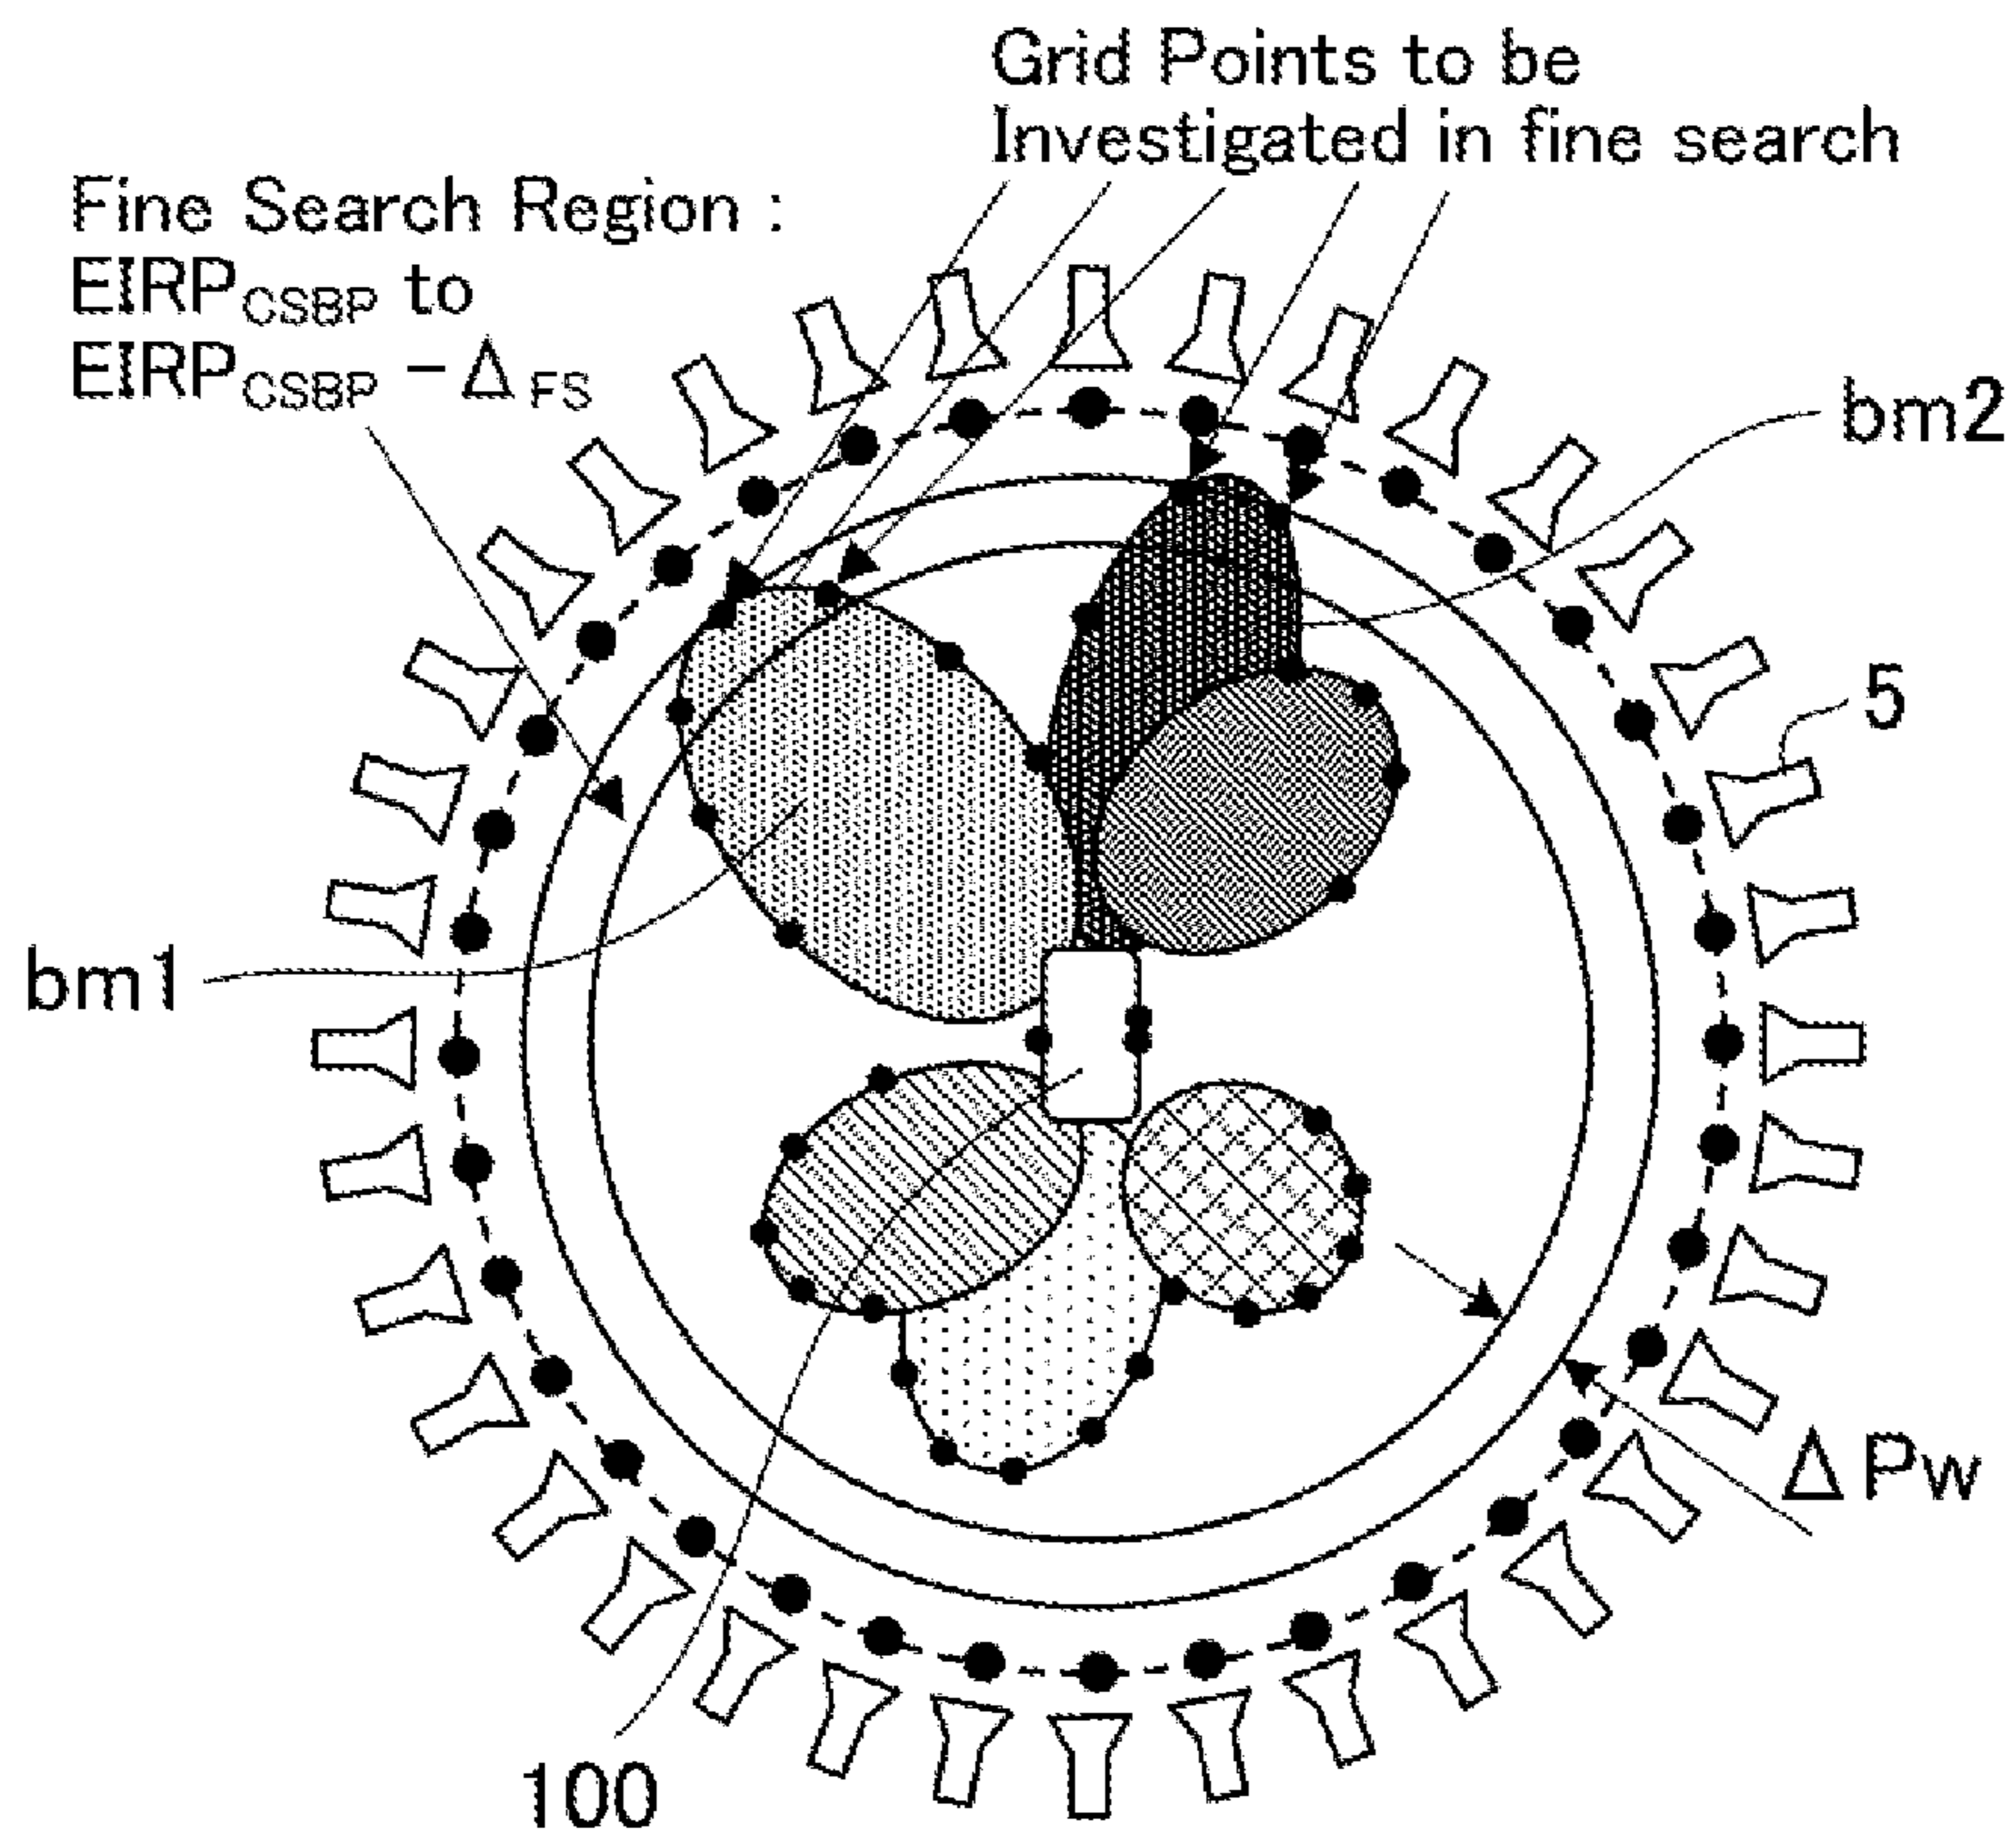 Grid Points to be
Investigated in fine search
Fine Search Region :
EIRP_CSBP to
EIRP_CSBP − Δ_FS
bm2
5
bm1
ΔPw
100